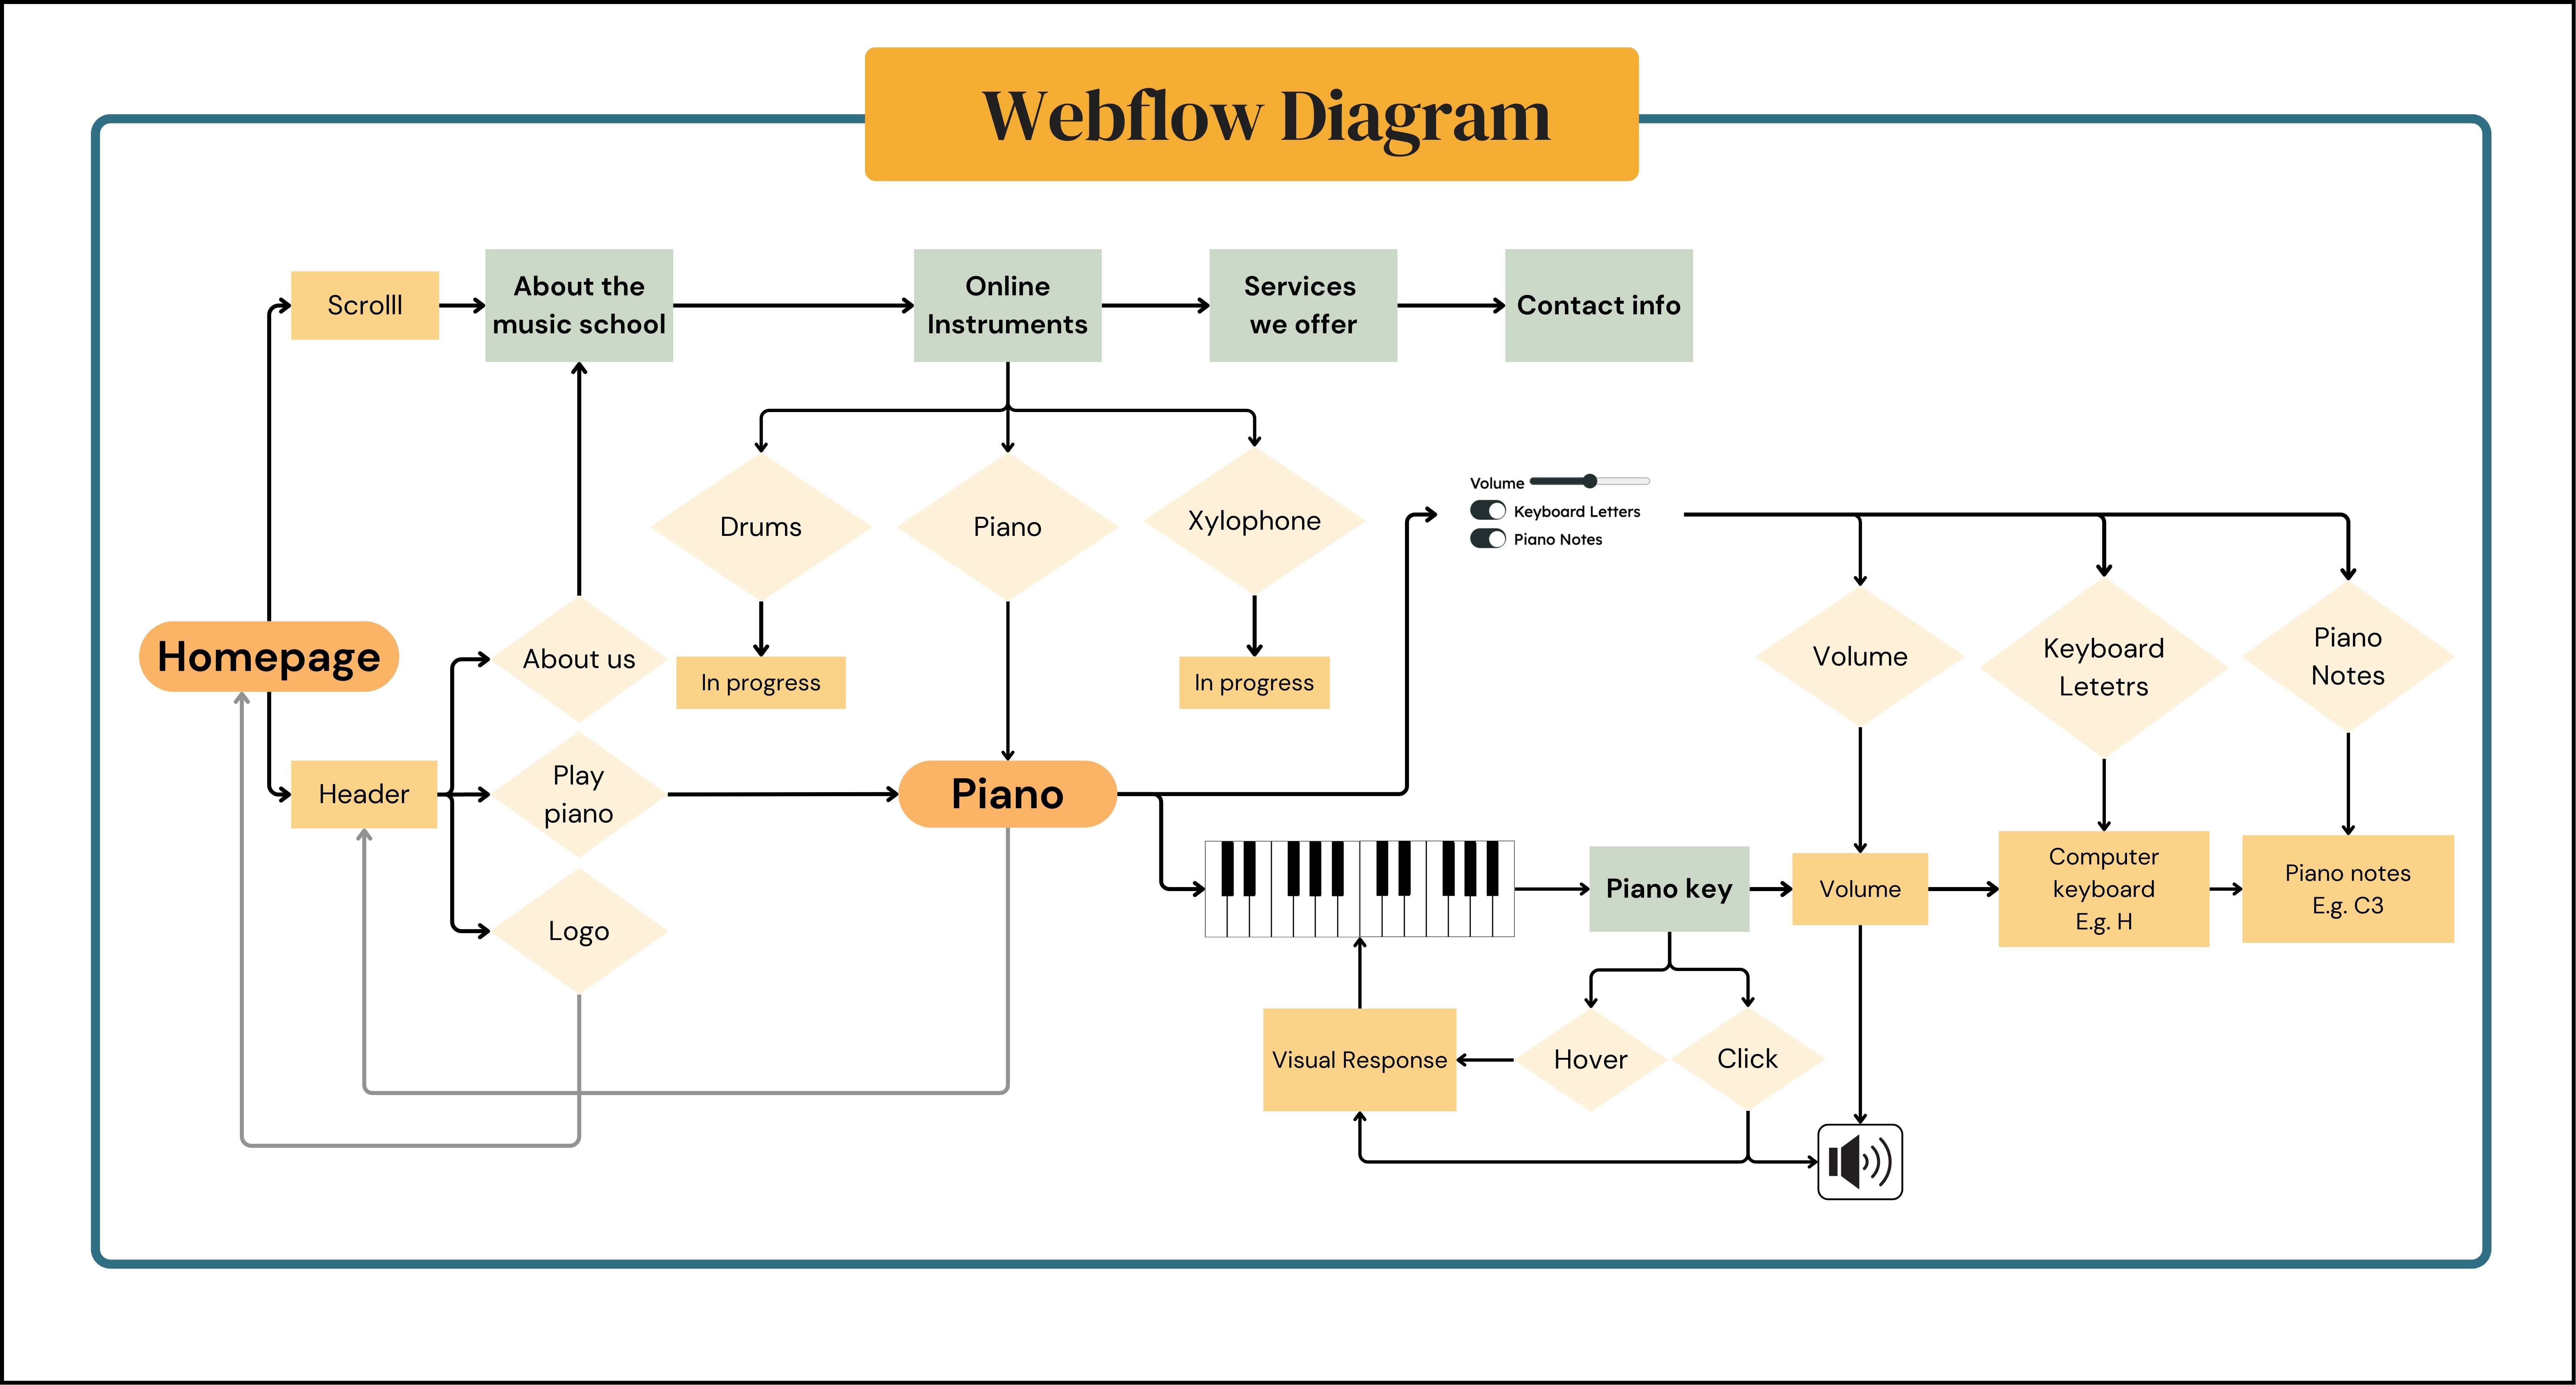 Webflow Diagram
Scrolll
About the
music school
Online
Instruments
Services
we offer
Contact info
Drums
Piano
Xylophone
Volume
Keyboard Letters
Piano Notes
Homepage
About us
In progress
In progress
Volume
Keyboard
Letetrs
Piano
Notes
Header
Play
piano
Piano
Logo
Piano key
Volume
Computer
keyboard
E.g. H
Piano notes
E.g. C3
Visual Response
Hover
Click